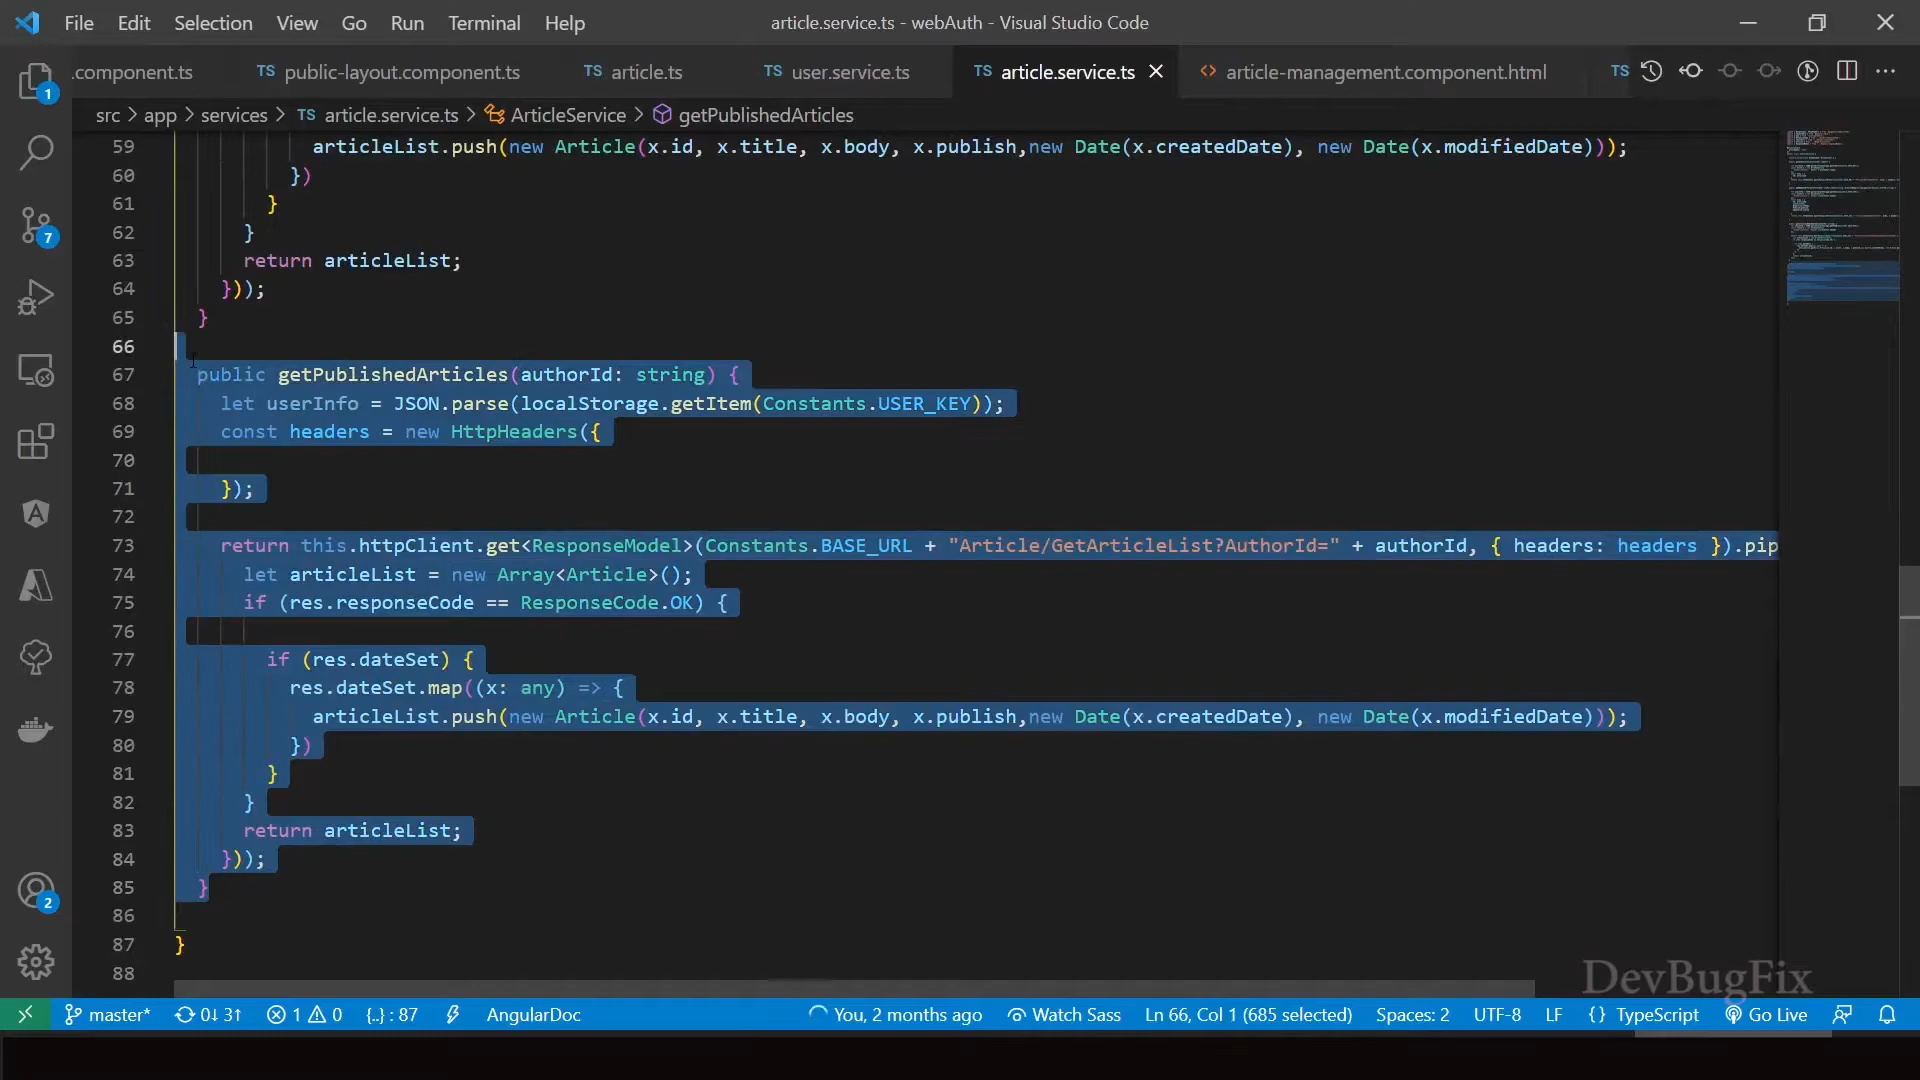 File Edit Selection View Go Run Terminal Help article.service.ts - webAuth - Visual Studio Code
.component.ts TS public-layout.component.ts TS article.ts TS user.service.ts TS article.service.ts <> article-management.component.html TS
src > app > services > TS article.service.ts > ArticleService > getPublishedArticles
59 articleList.push(new Article(x.id, x.title, x.body, x.publish,new Date(x.createdDate), new Date(x.modifiedDate)));
60 })
61 }
62 }
63 return articleList;
64 }));
65 }
66
67 public getPublishedArticles(authorId: string) {
68 let userInfo = JSON.parse(localStorage.getItem(Constants.USER_KEY));
69 const headers = new HttpHeaders({
70
71 });
72
73 return this.httpClient.get<ResponseModel>(Constants.BASE_URL + "Article/GetArticleList?AuthorId=" + authorId, { headers: headers }).pip
74 let articleList = new Array<Article>();
75 if (res.responseCode == ResponseCode.OK) {
76
77 if (res.dateSet) {
78 res.dateSet.map((x: any) => {
79 articleList.push(new Article(x.id, x.title, x.body, x.publish,new Date(x.createdDate), new Date(x.modifiedDate)));
80 })
81 }
82 }
83 return articleList;
84 }));
85 }
86
87 }
88
1
7
2
DevBugFix
master* 0↓ 3↑ 1 0 {..} : 87 AngularDoc You, 2 months ago Watch Sass Ln 66, Col 1 (685 selected) Spaces: 2 UTF-8 LF {} TypeScript Go Live